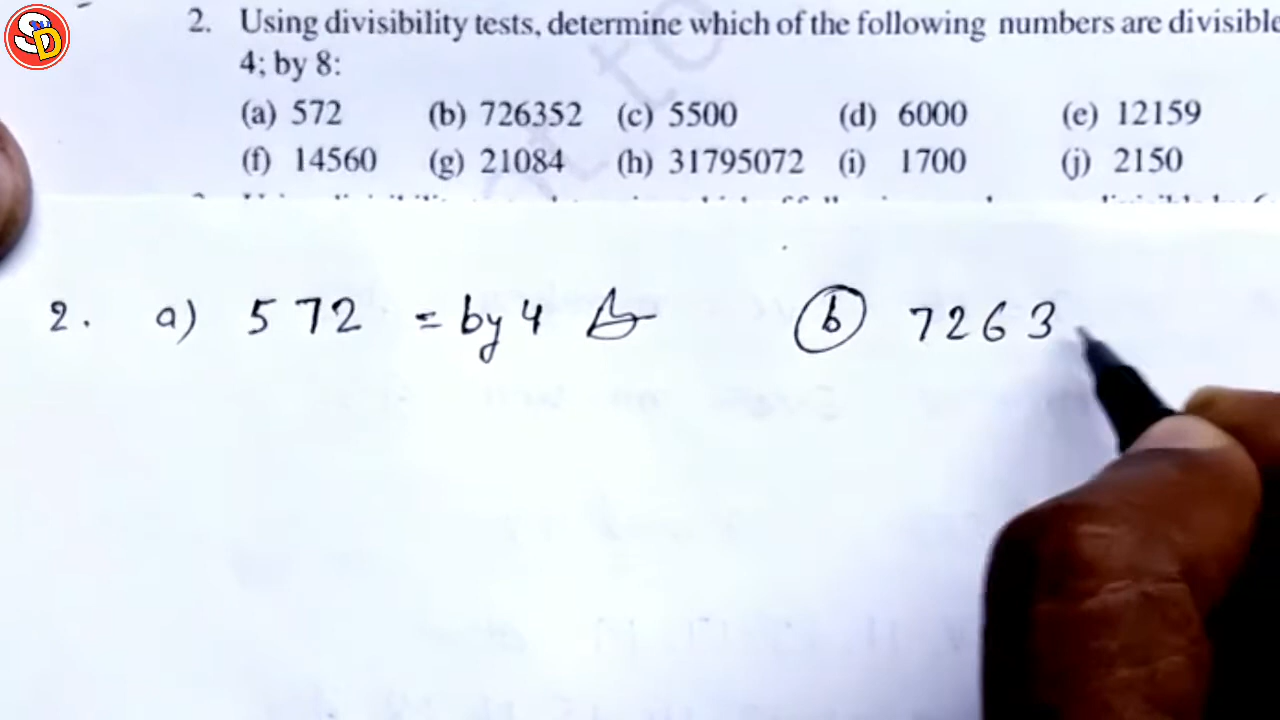 SD
2. Using divisibility tests, determine which of the following numbers are divisible
4; by 8:
(a) 572 (b) 726352 (c) 5500 (d) 6000 (e) 12159
(f) 14560 (g) 21084 (h) 31795072 (i) 1700 (j) 2150
2. a) 572 = by 4 b 7263